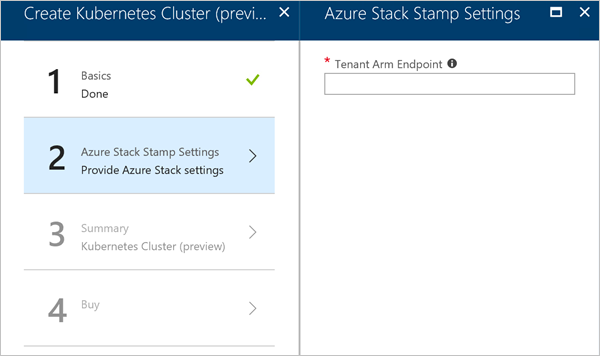 Create Kubernetes Cluster (previ...
1
Basics
Done
2
Azure Stack Stamp Settings
Provide Azure Stack settings
3
Summary
Kubernetes Cluster (preview)
4
Buy
Azure Stack Stamp Settings
* Tenant Arm Endpoint